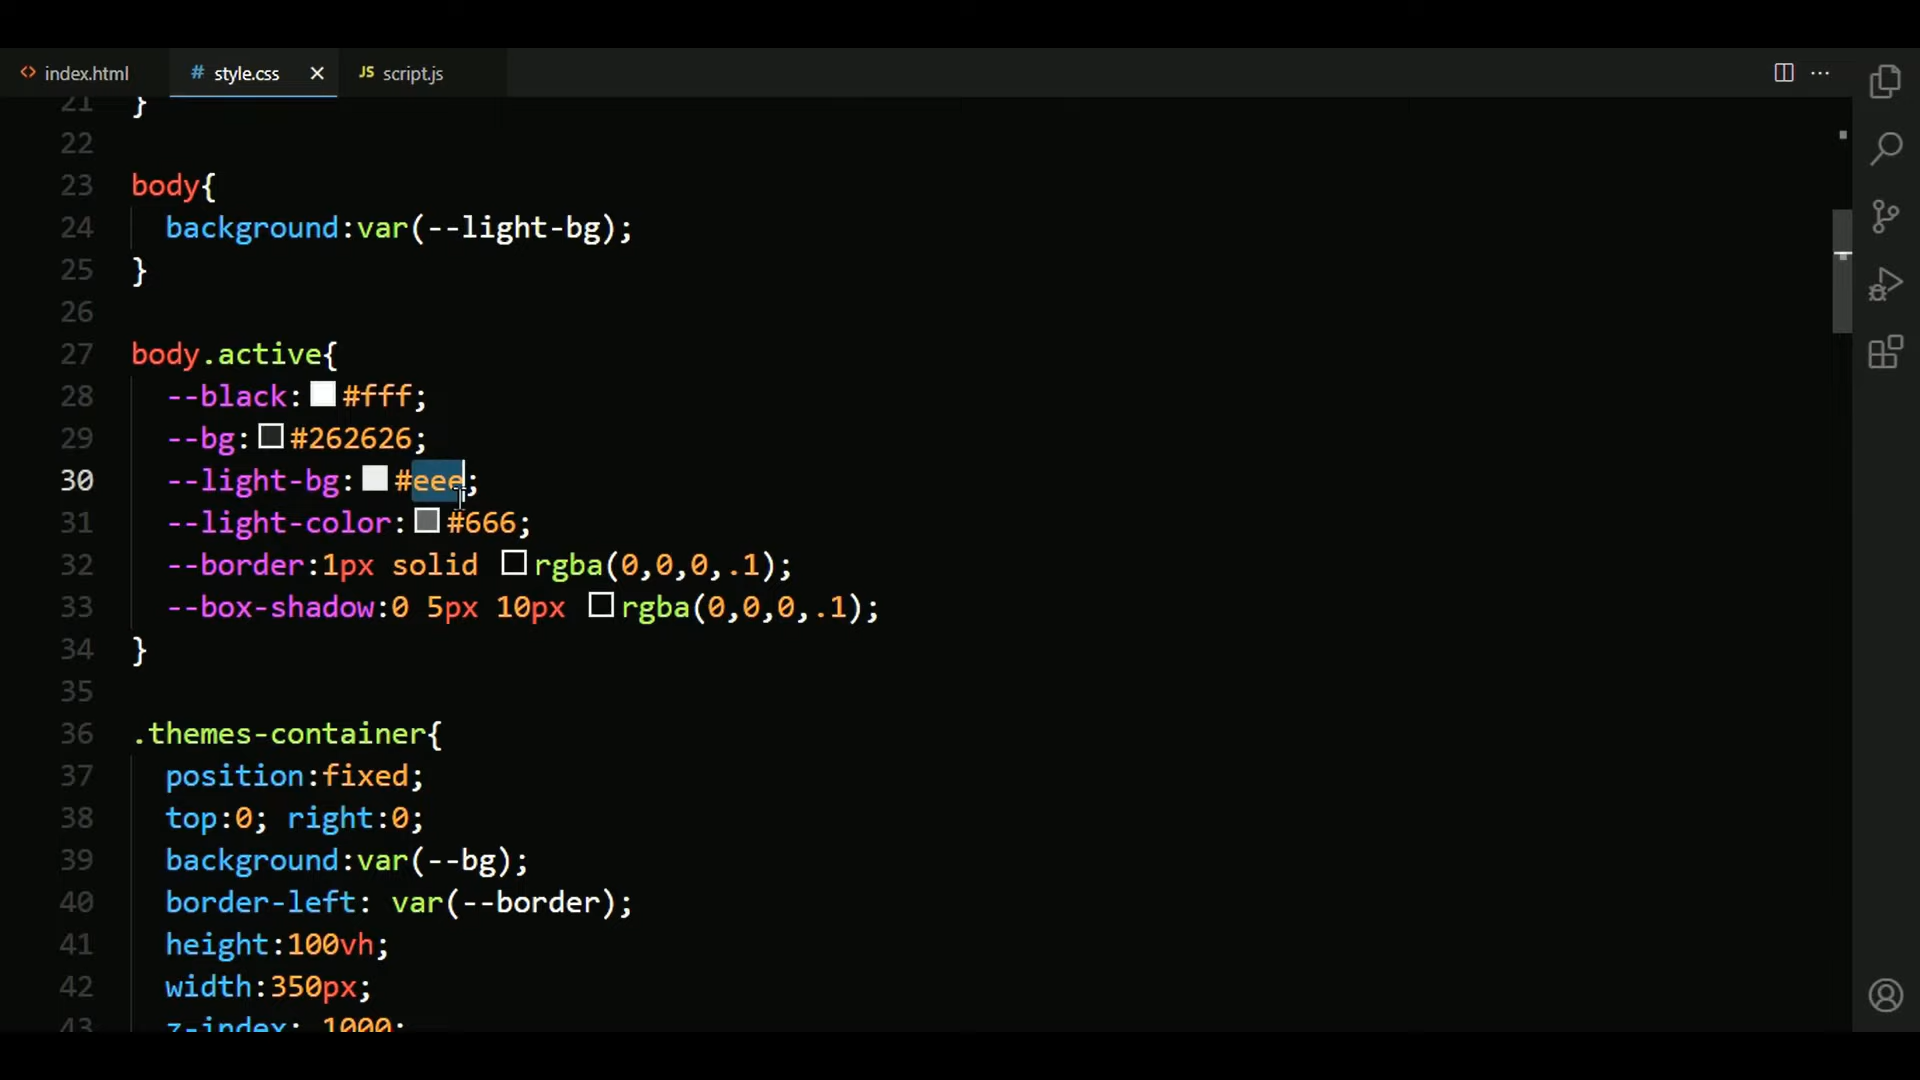 index.html
# style.css
JS script.js
21 }
22
23 body{
24 background:var(--light-bg);
25 }
26
27 body.active{
28 --black:#fff;
29 --bg:#262626;
30 --light-bg:#eee;
31 --light-color:#666;
32 --border:1px solid rgba(0,0,0,.1);
33 --box-shadow:0 5px 10px rgba(0,0,0,.1);
34 }
35
36 .themes-container{
37 position:fixed;
38 top:0; right:0;
39 background:var(--bg);
40 border-left: var(--border);
41 height:100vh;
42 width:350px;
43 z-index: 1000;